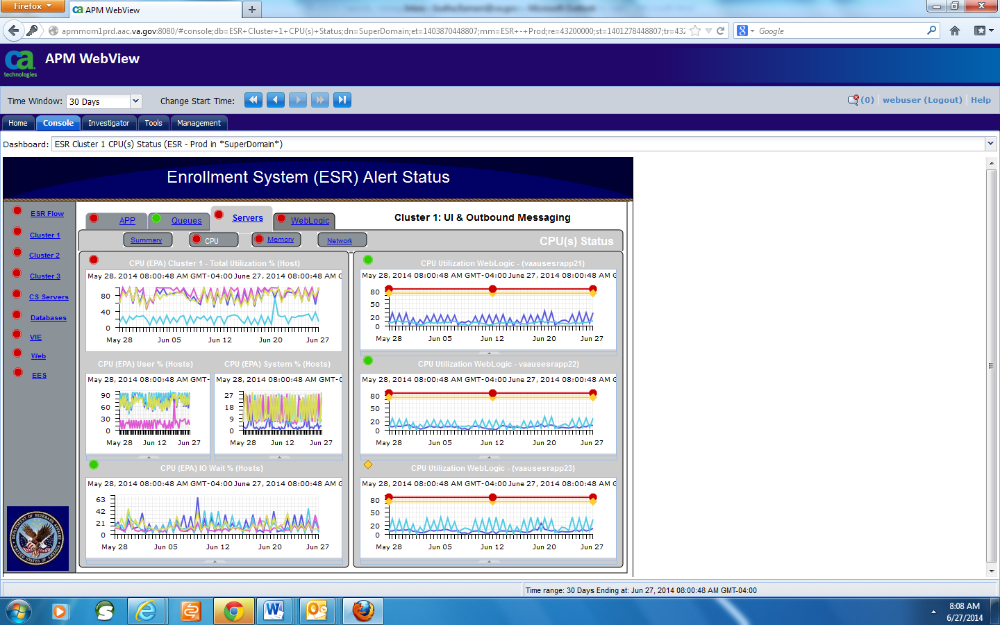 Firefox
APM WebView
apmmom1prd.aac.va.gov:8080/#console;db=ESR+Cluster+1+CPU(s)+Status;dn=SuperDomain;et=1403870448807;mm=ESR+-+Prod;re=43200000;st=1401278448807;tr=432
Google
ca
technologies
APM WebView
Time Window: 30 Days Change Start Time:
(0) webuser (Logout) Help
Home Console Investigator Tools Management
Dashboard: ESR Cluster 1 CPU(s) Status (ESR - Prod in *SuperDomain*)
Enrollment System (ESR) Alert Status
ESR Flow
Cluster 1
Cluster 2
Cluster 3
CS Servers
Databases
VIE
Web
EES
APP Queues Servers WebLogic
Cluster 1: UI & Outbound Messaging
Summary CPU Memory Network
CPU(s) Status
CPU (EPA) Cluster 1 - Total Utilization % (Host)
May 28, 2014 08:00:48 AM GMT-04:00 June 27, 2014 08:00:48 AM G
80
40
0
May 28 Jun 05 Jun 12 Jun 20 Jun 27
CPU (EPA) User % (Hosts)
May 28, 2014 08:00:48 AM GMT-
90
60
30
0
May 28 Jun 12 Jun 27
CPU (EPA) System % (Hosts)
May 28, 2014 08:00:48 AM GMT-0
27
18
9
0
May 28 Jun 12 Jun 27
CPU (EPA) IO Wait % (Hosts)
May 28, 2014 08:00:48 AM GMT-04:00 June 27, 2014 08:00:48 AM G
63
42
21
0
May 28 Jun 05 Jun 12 Jun 20 Jun 27
CPU Utilization WebLogic - (vaausesrapp21)
May 28, 2014 08:00:48 AM GMT-04:00 June 27, 2014 08:00:48 AM G
80
50
20
0
May 28 Jun 05 Jun 12 Jun 20 Jun 27
CPU Utilization WebLogic - vaausesrapp22)
May 28, 2014 08:00:48 AM GMT-04:00 June 27, 2014 08:00:48 AM G
80
50
20
0
May 28 Jun 05 Jun 12 Jun 20 Jun 27
CPU Utilization WebLogic - (vaausesrapp23)
May 28, 2014 08:00:48 AM GMT-04:00 June 27, 2014 08:00:48 AM G
80
50
20
0
May 28 Jun 05 Jun 12 Jun 20 Jun 27
DEPARTMENT OF VETERANS AFFAIRS
UNITED STATES OF AMERICA
Time range: 30 Days Ending at: Jun 27, 2014 08:00:48 AM GMT-04:00
8:08 AM
6/27/2014